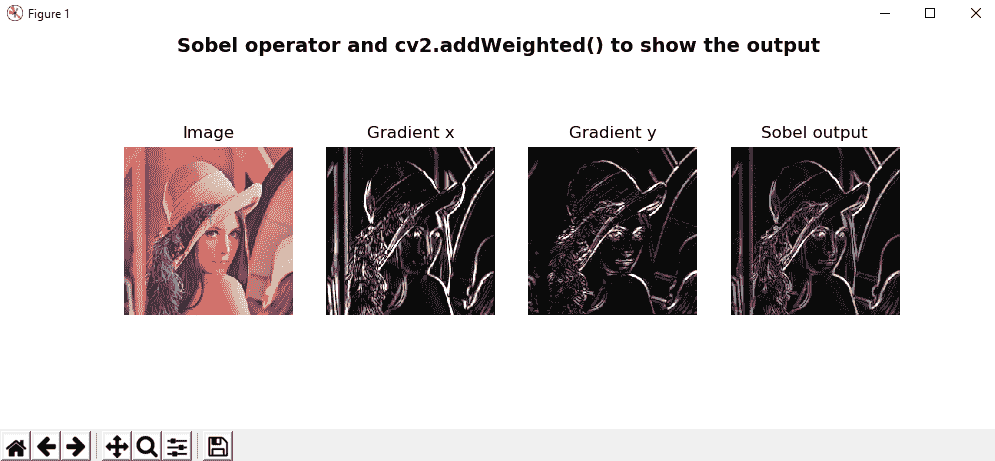 Figure 1
Sobel operator and cv2.addWeighted() to show the output
Image Gradient x Gradient y Sobel output